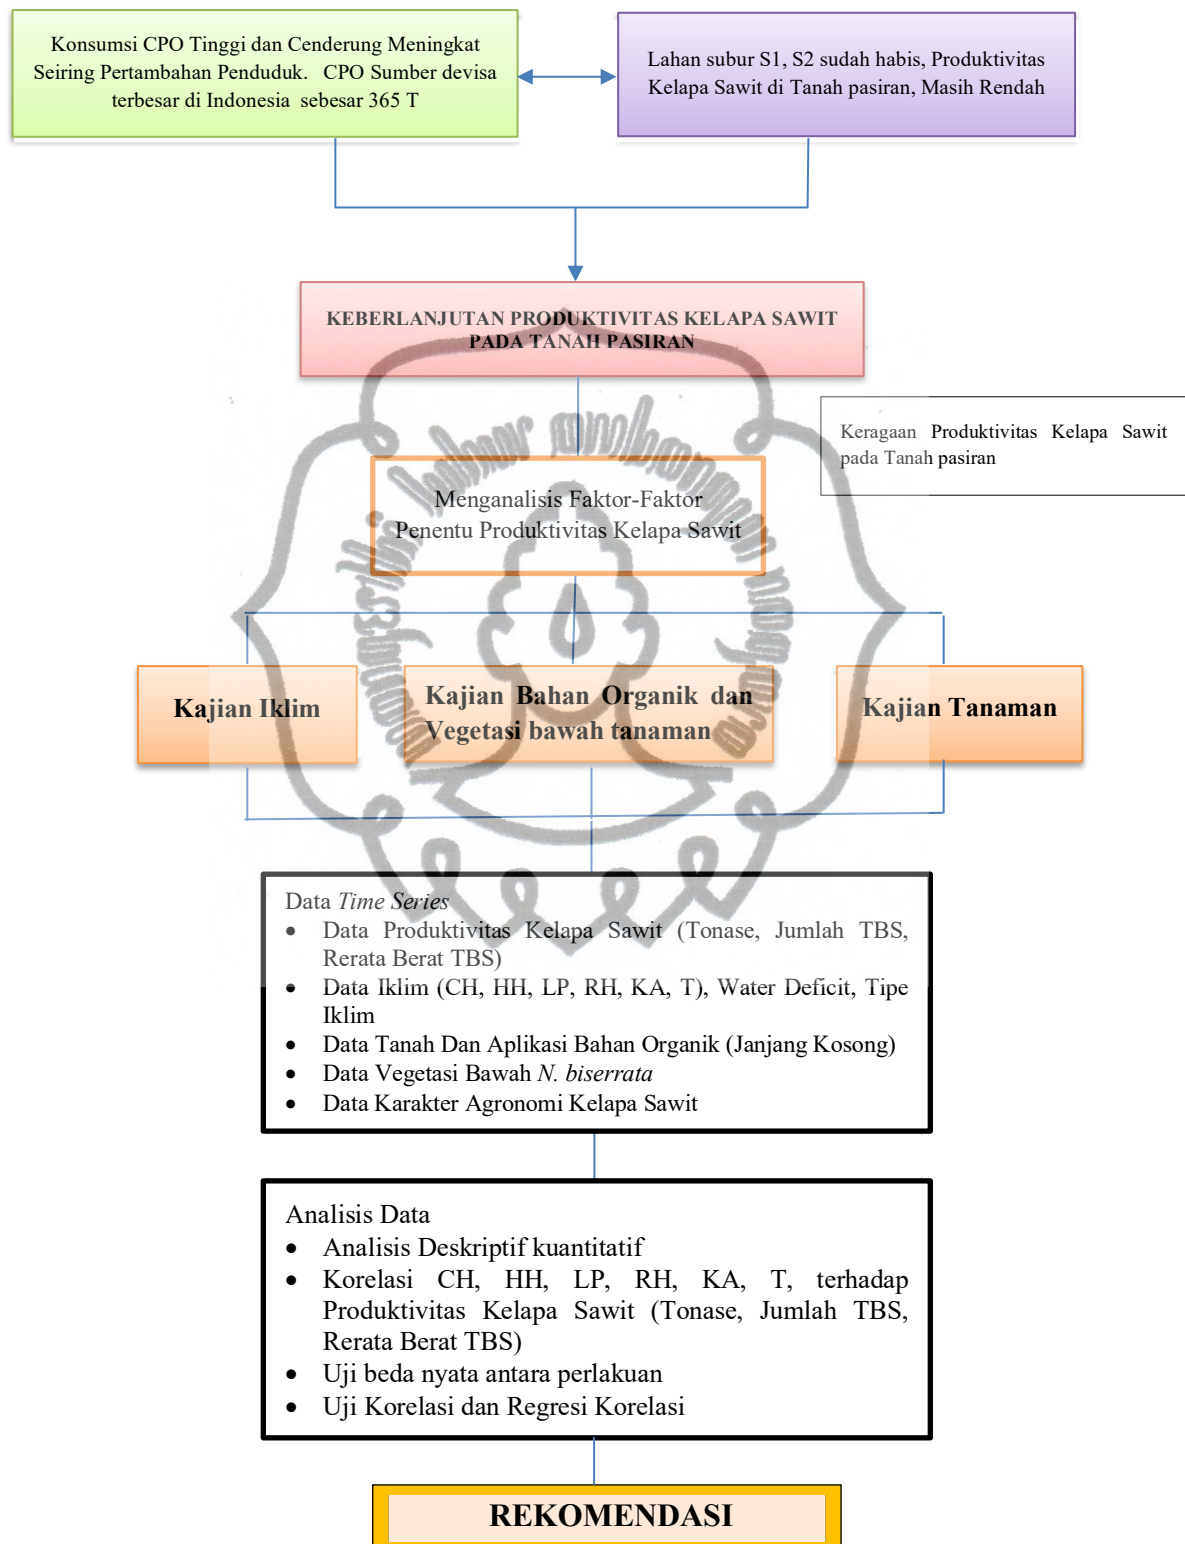 Konsumsi CPO Tinggi dan Cenderung Meningkat
Seiring Pertambahan Penduduk. CPO Sumber devisa
terbesar di Indonesia sebesar 365 T
Lahan subur S1, S2 sudah habis, Produktivitas
Kelapa Sawit di Tanah pasiran, Masih Rendah
KEBERLANJUTAN PRODUKTIVITAS KELAPA SAWIT
PADA TANAH PASIRAN
Keragaan Produktivitas Kelapa Sawit
pada Tanah pasiran
Menganalisis Faktor-Faktor
Penentu Produktivitas Kelapa Sawit
Kajian Iklim
Kajian Bahan Organik dan
Vegetasi bawah tanaman
Kajian Tanaman
Data Time Series
• Data Produktivitas Kelapa Sawit (Tonase, Jumlah TBS,
Rerata Berat TBS)
• Data Iklim (CH, HH, LP, RH, KA, T), Water Deficit, Tipe
Iklim
• Data Tanah Dan Aplikasi Bahan Organik (Janjang Kosong)
• Data Vegetasi Bawah N. biserrata
• Data Karakter Agronomi Kelapa Sawit
Analisis Data
• Analisis Deskriptif kuantitatif
• Korelasi CH, HH, LP, RH, KA, T, terhadap
Produktivitas Kelapa Sawit (Tonase, Jumlah TBS,
Rerata Berat TBS)
• Uji beda nyata antara perlakuan
• Uji Korelasi dan Regresi Korelasi
REKOMENDASI